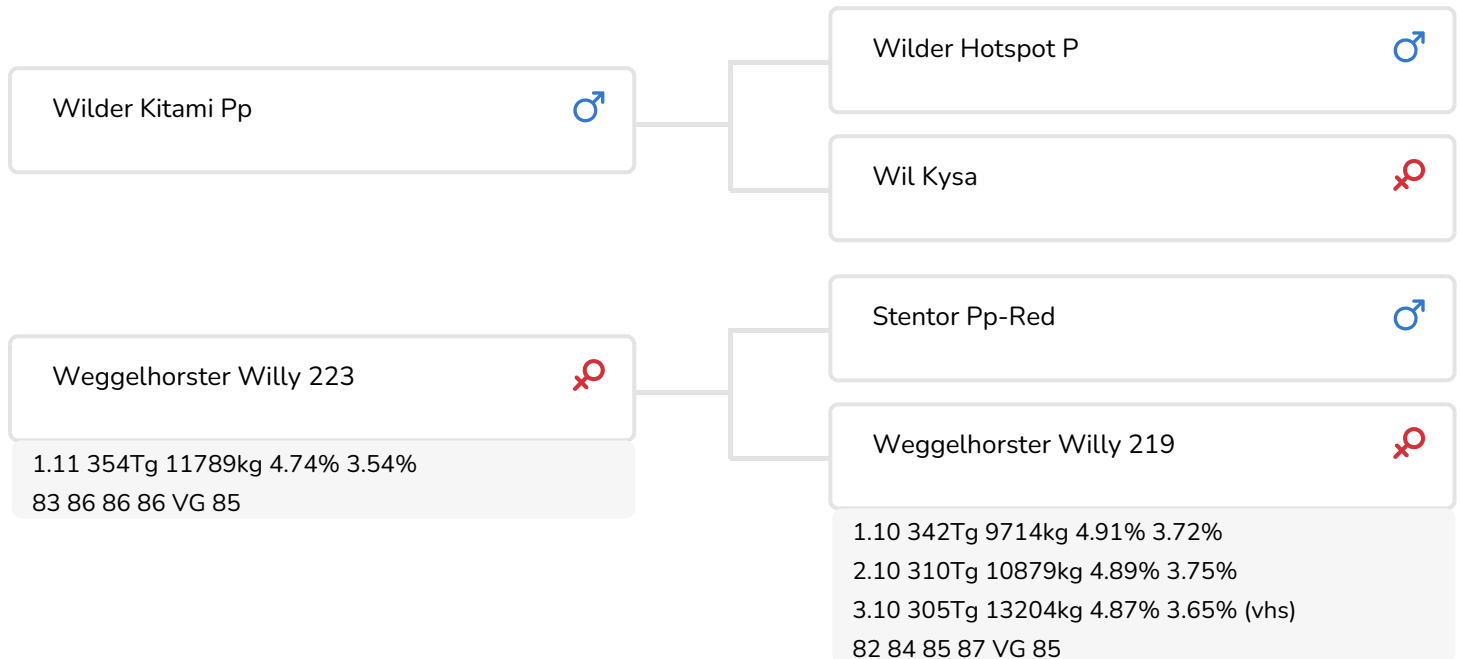 Wilder Kitami Pp
Wilder Hotspot P
Wil Kysa
Weggelhorster Willy 223
1.11 354Tg 11789kg 4.74% 3.54%
83 86 86 86 VG 85
Stentor Pp-Red
Weggelhorster Willy 219
1.10 342Tg 9714kg 4.91% 3.72%
2.10 310Tg 10879kg 4.89% 3.75%
3.10 305Tg 13204kg 4.87% 3.65% (vhs)
82 84 85 87 VG 85